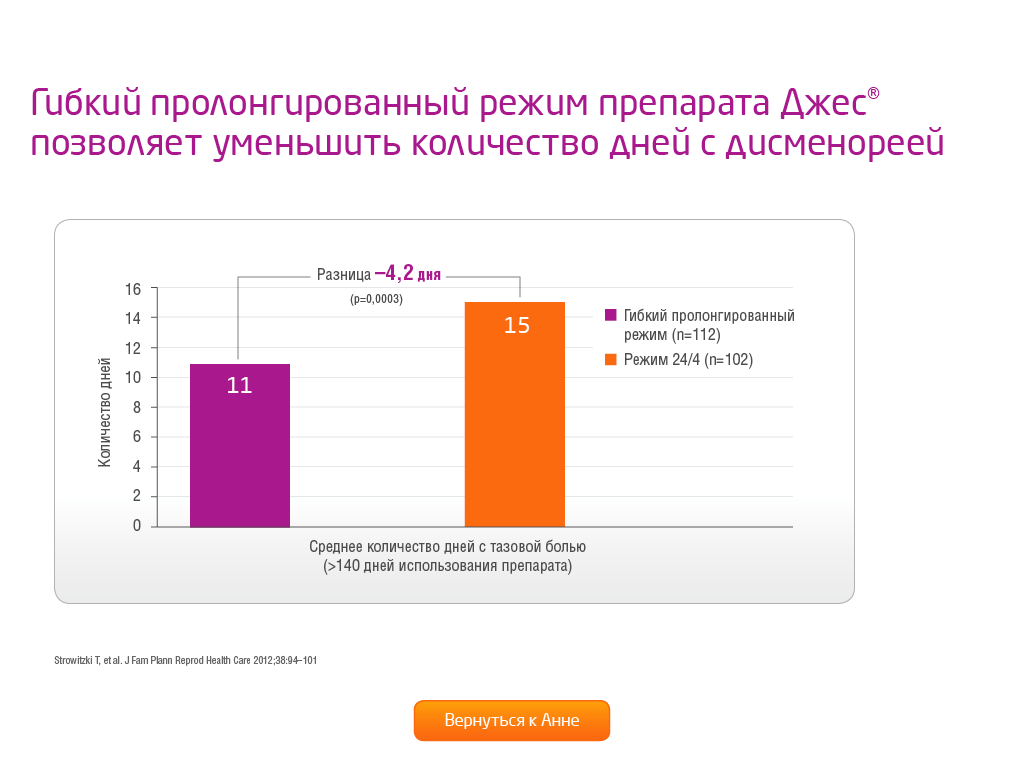 Гибкий пролонгированный режим препарата Джес®
позволяет уменьшить количество дней с дисменореей
Разница –4,2 дня
(p=0,0003)
Количество дней
16
14
12
10
8
6
4
2
0
11
15
Гибкий пролонгированный
режим (n=112)
Режим 24/4 (n=102)
Среднее количество дней с тазовой болью
(>140 дней использования препарата)
Strowitzki T, et al. J Fam Plann Reprod Health Care 2012;38:94–101
Вернуться к Анне